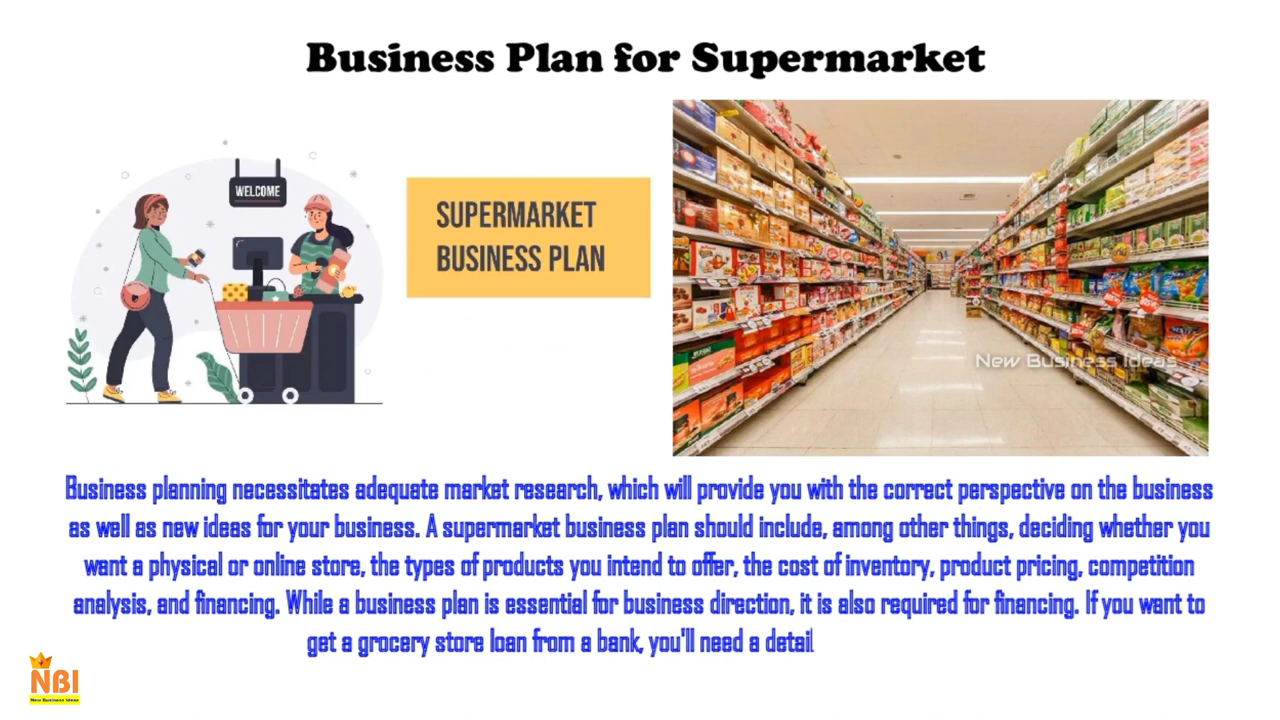 Business Plan for Supermarket
WELCOME
SUPERMARKET
BUSINESS PLAN
New Business Ideas
Business planning necessitates adequate market research, which will provide you with the correct perspective on the business
as well as new ideas for your business. A supermarket business plan should include, among other things, deciding whether you
want a physical or online store, the types of products you intend to offer, the cost of inventory, product pricing, competition
analysis, and financing. While a business plan is essential for business direction, it is also required for financing. If you want to
get a grocery store loan from a bank, you'll need a detail
NBI
New Business Ideas